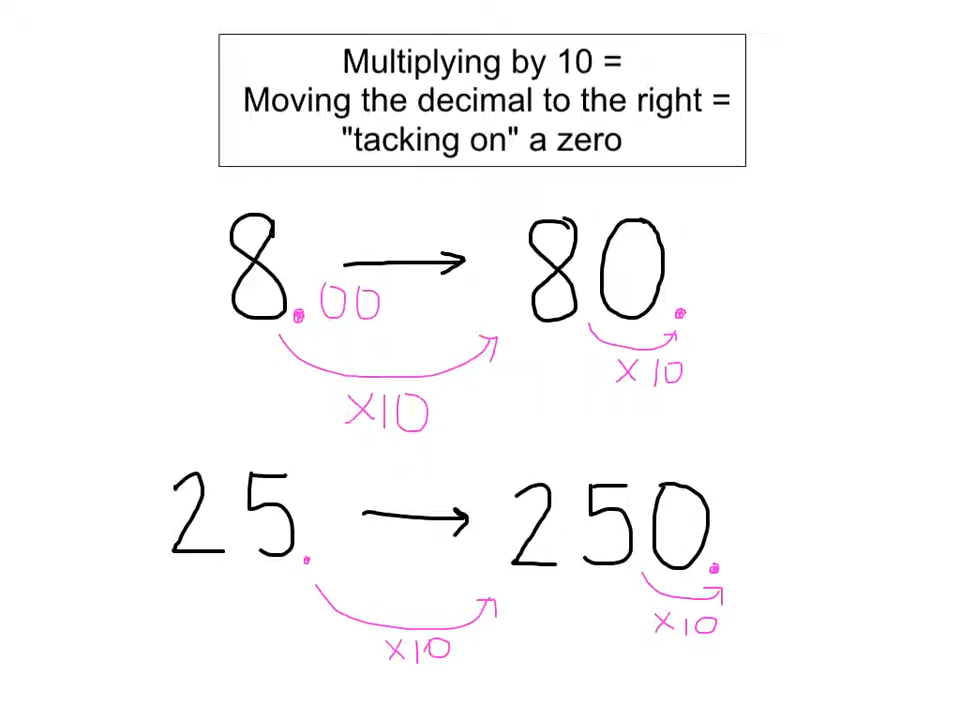 Multiplying by 10 =
Moving the decimal to the right =
"tacking on" a zero
8.00 → 80.
x10
x10
25. → 250.
x10
x10